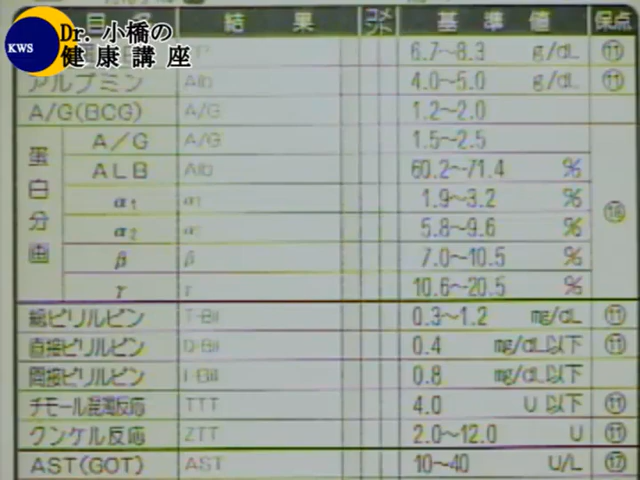 KWS
Dr. 小橋の
健康講座
目 結果 コメント 基準値 保点
6.7~8.3 g/dL ⑪
アルブミン Alb 4.0~5.0 g/dL ⑪
A/G(BCG) A/G 1.2~2.0
蛋白分画 ⑱
A/G A/G 1.5~2.5
ALB Alb 60.2~71.4 %
α1 α1 1.9~3.2 %
α2 α2 5.8~9.6 %
β β 7.0~10.5 %
γ γ 10.6~20.5 %
総ビリルビン T-Bil 0.3~1.2 mg/dL ⑪
直接ビリルビン D-Bil 0.4 mg/dL以下 ⑪
間接ビリルビン I-Bil 0.8 mg/dL以下
チモール混濁反応 TTT 4.0 U以下 ⑪
クンケル反応 ZTT 2.0~12.0 U ⑪
AST(GOT) AST 10~40 U/L ⑰